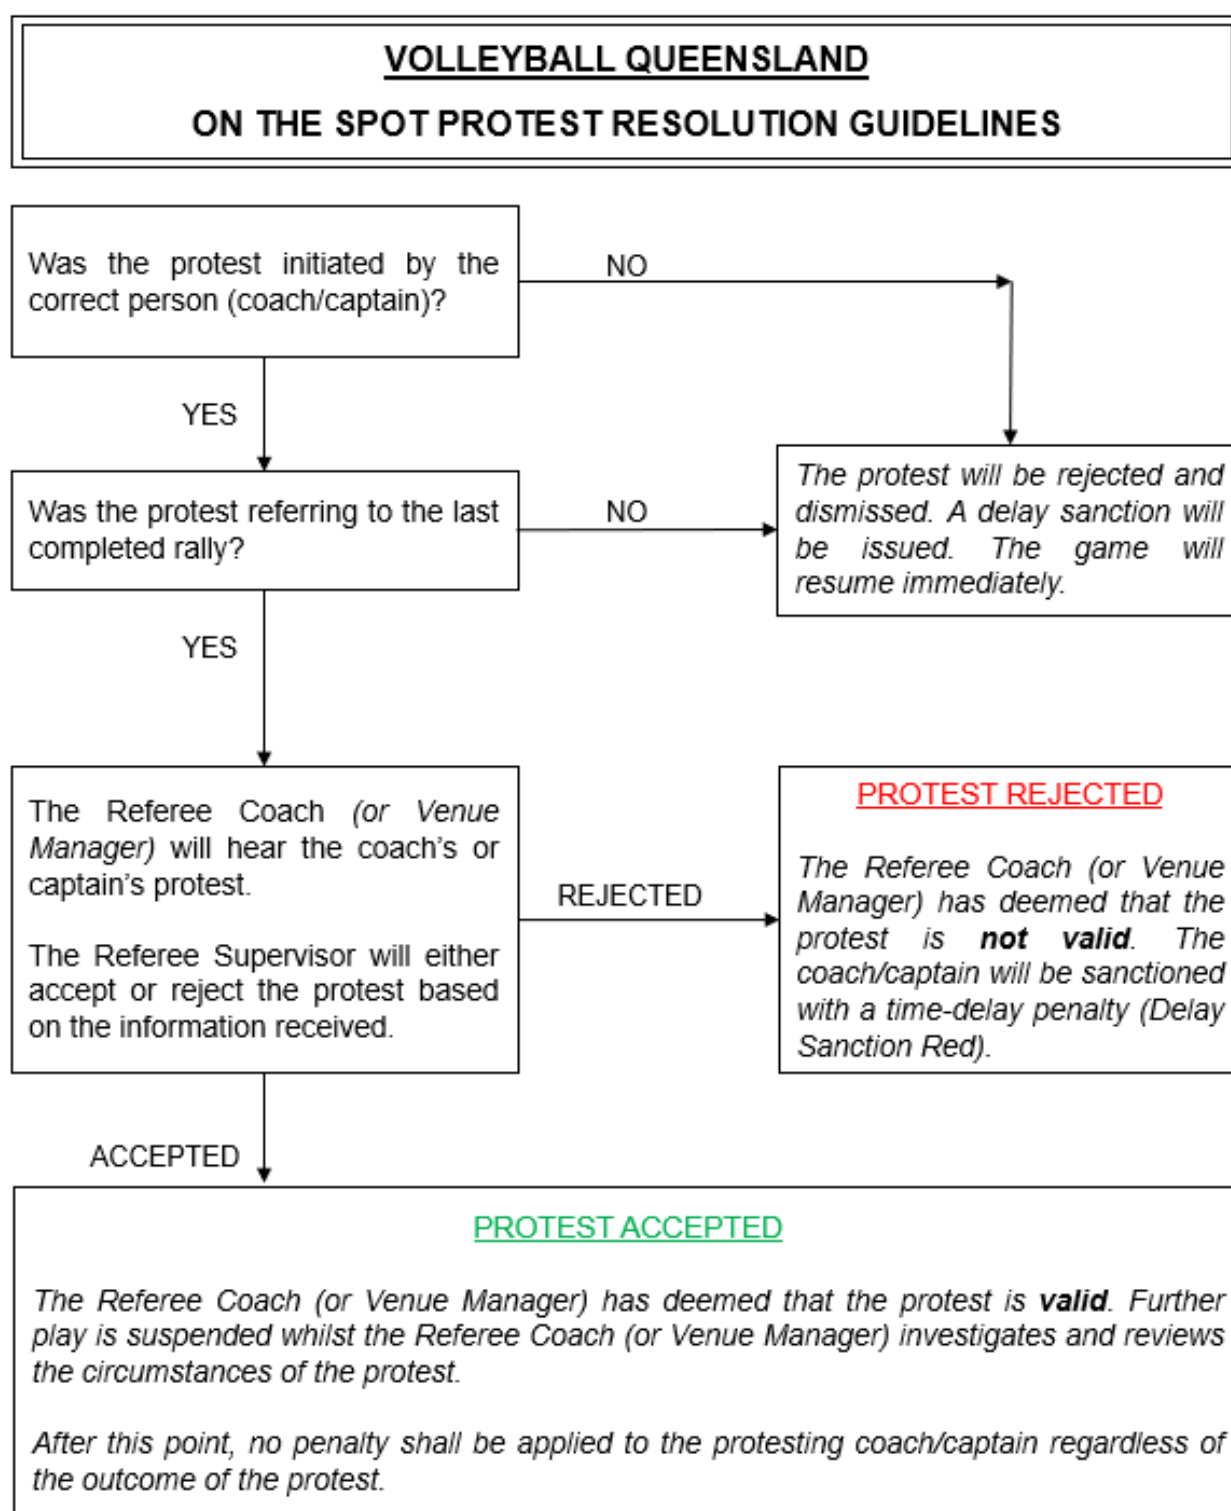 VOLLEYBALL QUEENSLAND
ON THE SPOT PROTEST RESOLUTION GUIDELINES
Was the protest initiated by the
correct person (coach/captain)?
NO
YES
Was the protest referring to the last
completed rally?
NO
The protest will be rejected and
dismissed. A delay sanction will
be issued. The game will
resume immediately.
YES
The Referee Coach (or Venue
Manager) will hear the coach's or
captain's protest.
The Referee Supervisor will either
accept or reject the protest based
on the information received.
REJECTED
PROTEST REJECTED
The Referee Coach (or Venue
Manager) has deemed that the
protest is not valid. The
coach/captain will be sanctioned
with a time-delay penalty (Delay
Sanction Red).
ACCEPTED
PROTEST ACCEPTED
The Referee Coach (or Venue Manager) has deemed that the protest is valid. Further
play is suspended whilst the Referee Coach (or Venue Manager) investigates and reviews
the circumstances of the protest.
After this point, no penalty shall be applied to the protesting coach/captain regardless of
the outcome of the protest.